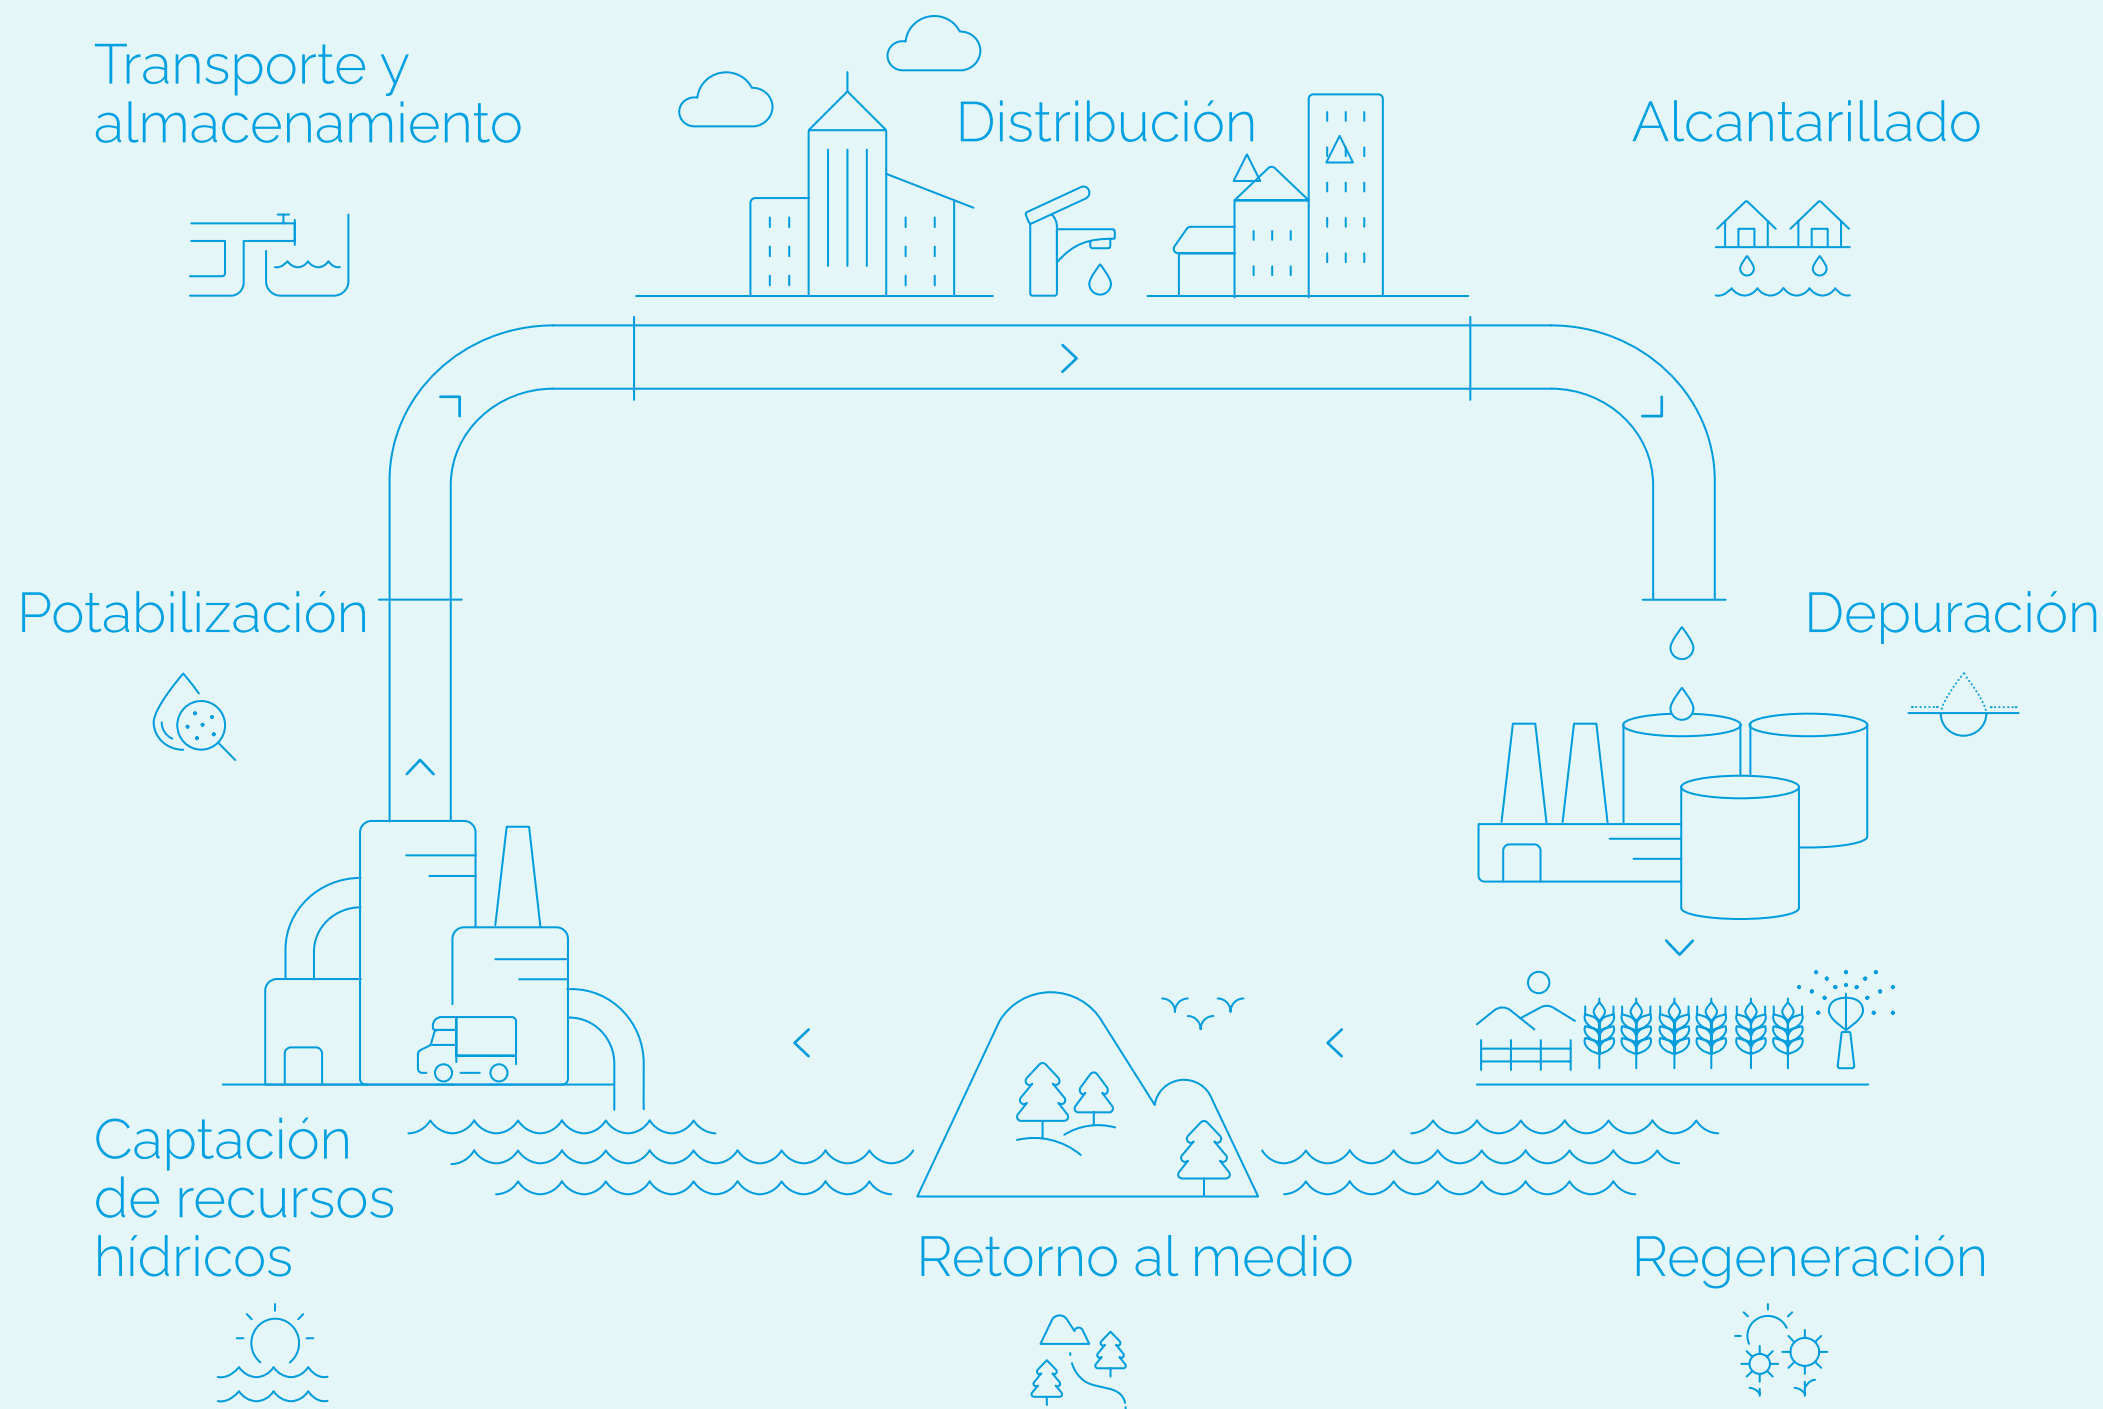 Transporte y
almacenamiento
Distribución
Alcantarillado
Potabilización
Depuración
Captación
de recursos
hídricos
Retorno al medio
Regeneración